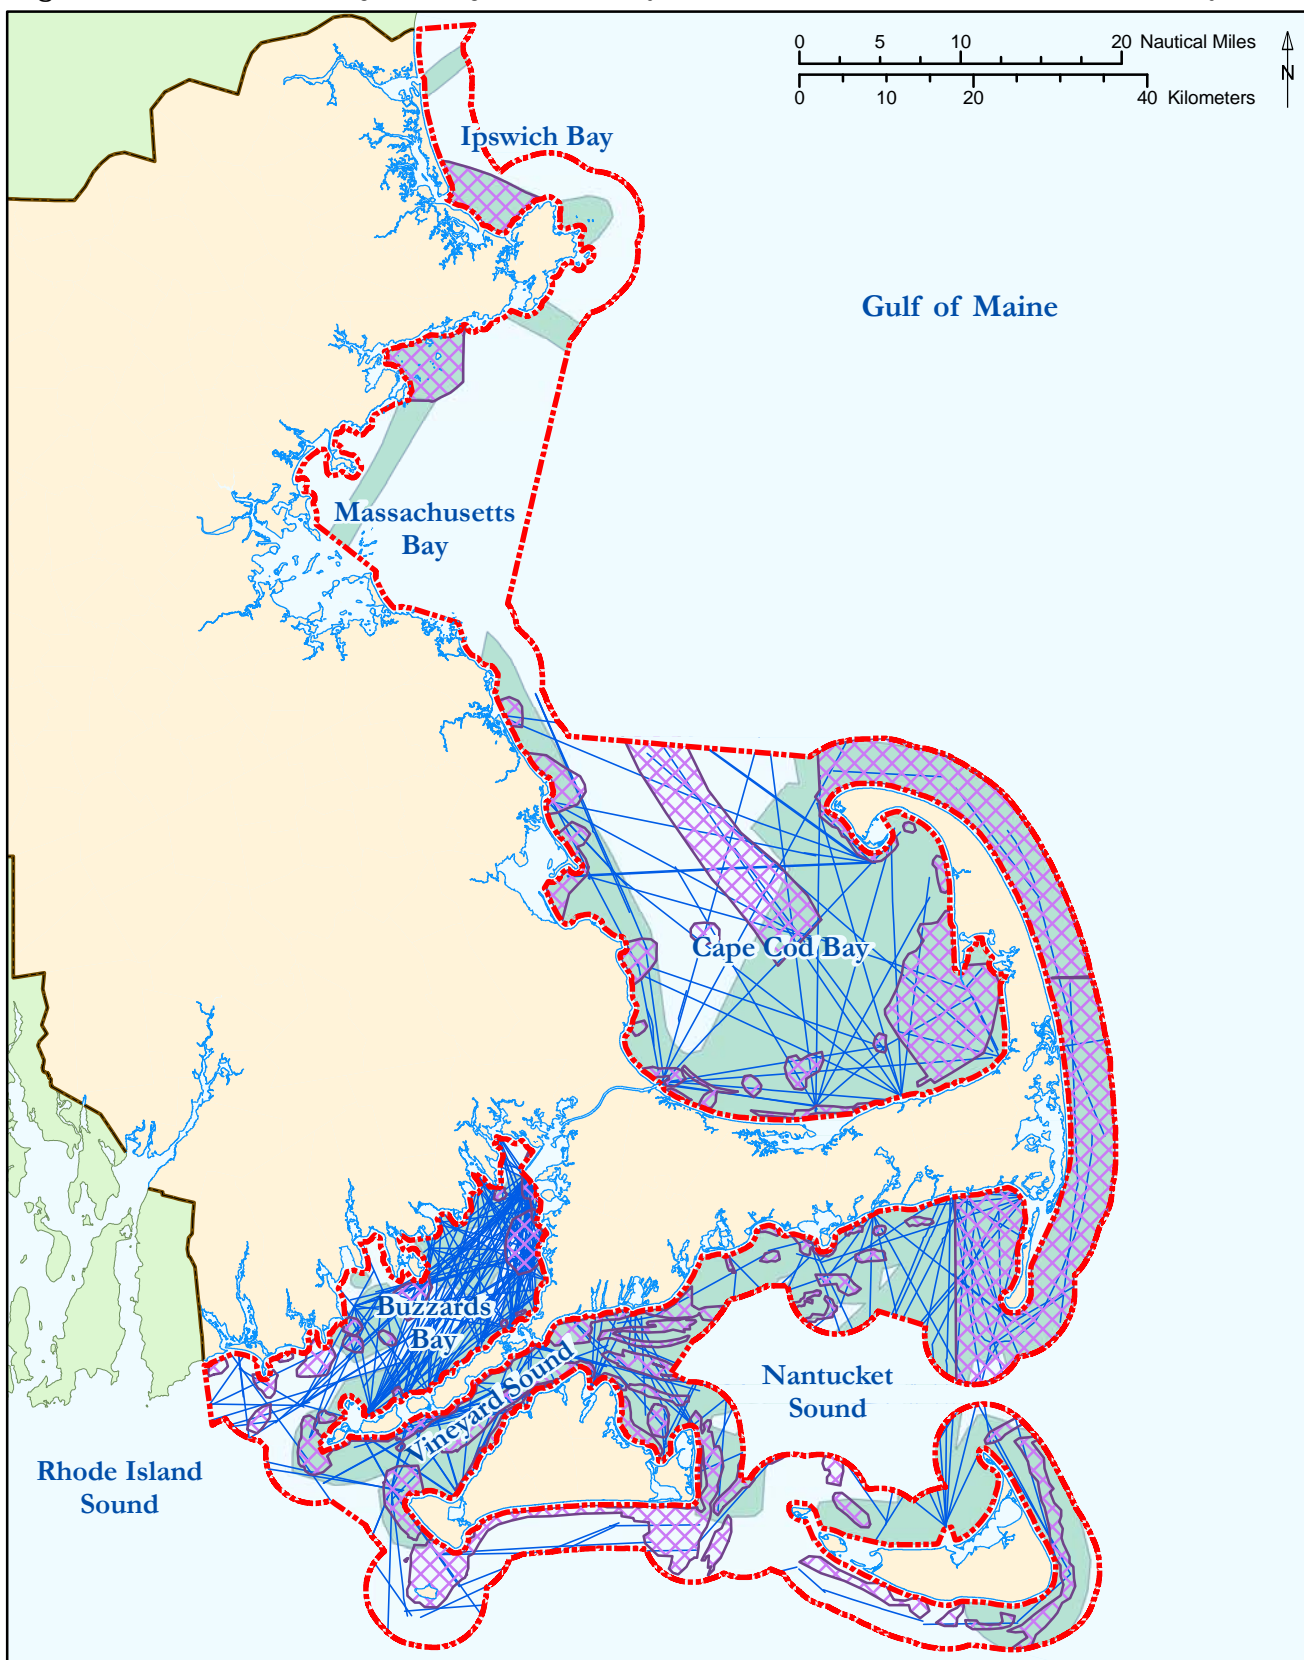 0 5 10 20 Nautical Miles
0 10 20 40 Kilometers
N
Ipswich Bay
Gulf of Maine
Massachusetts
Bay
Cape Cod Bay
Buzzards
Bay
Vineyard Sound
Nantucket
Sound
Rhode Island
Sound